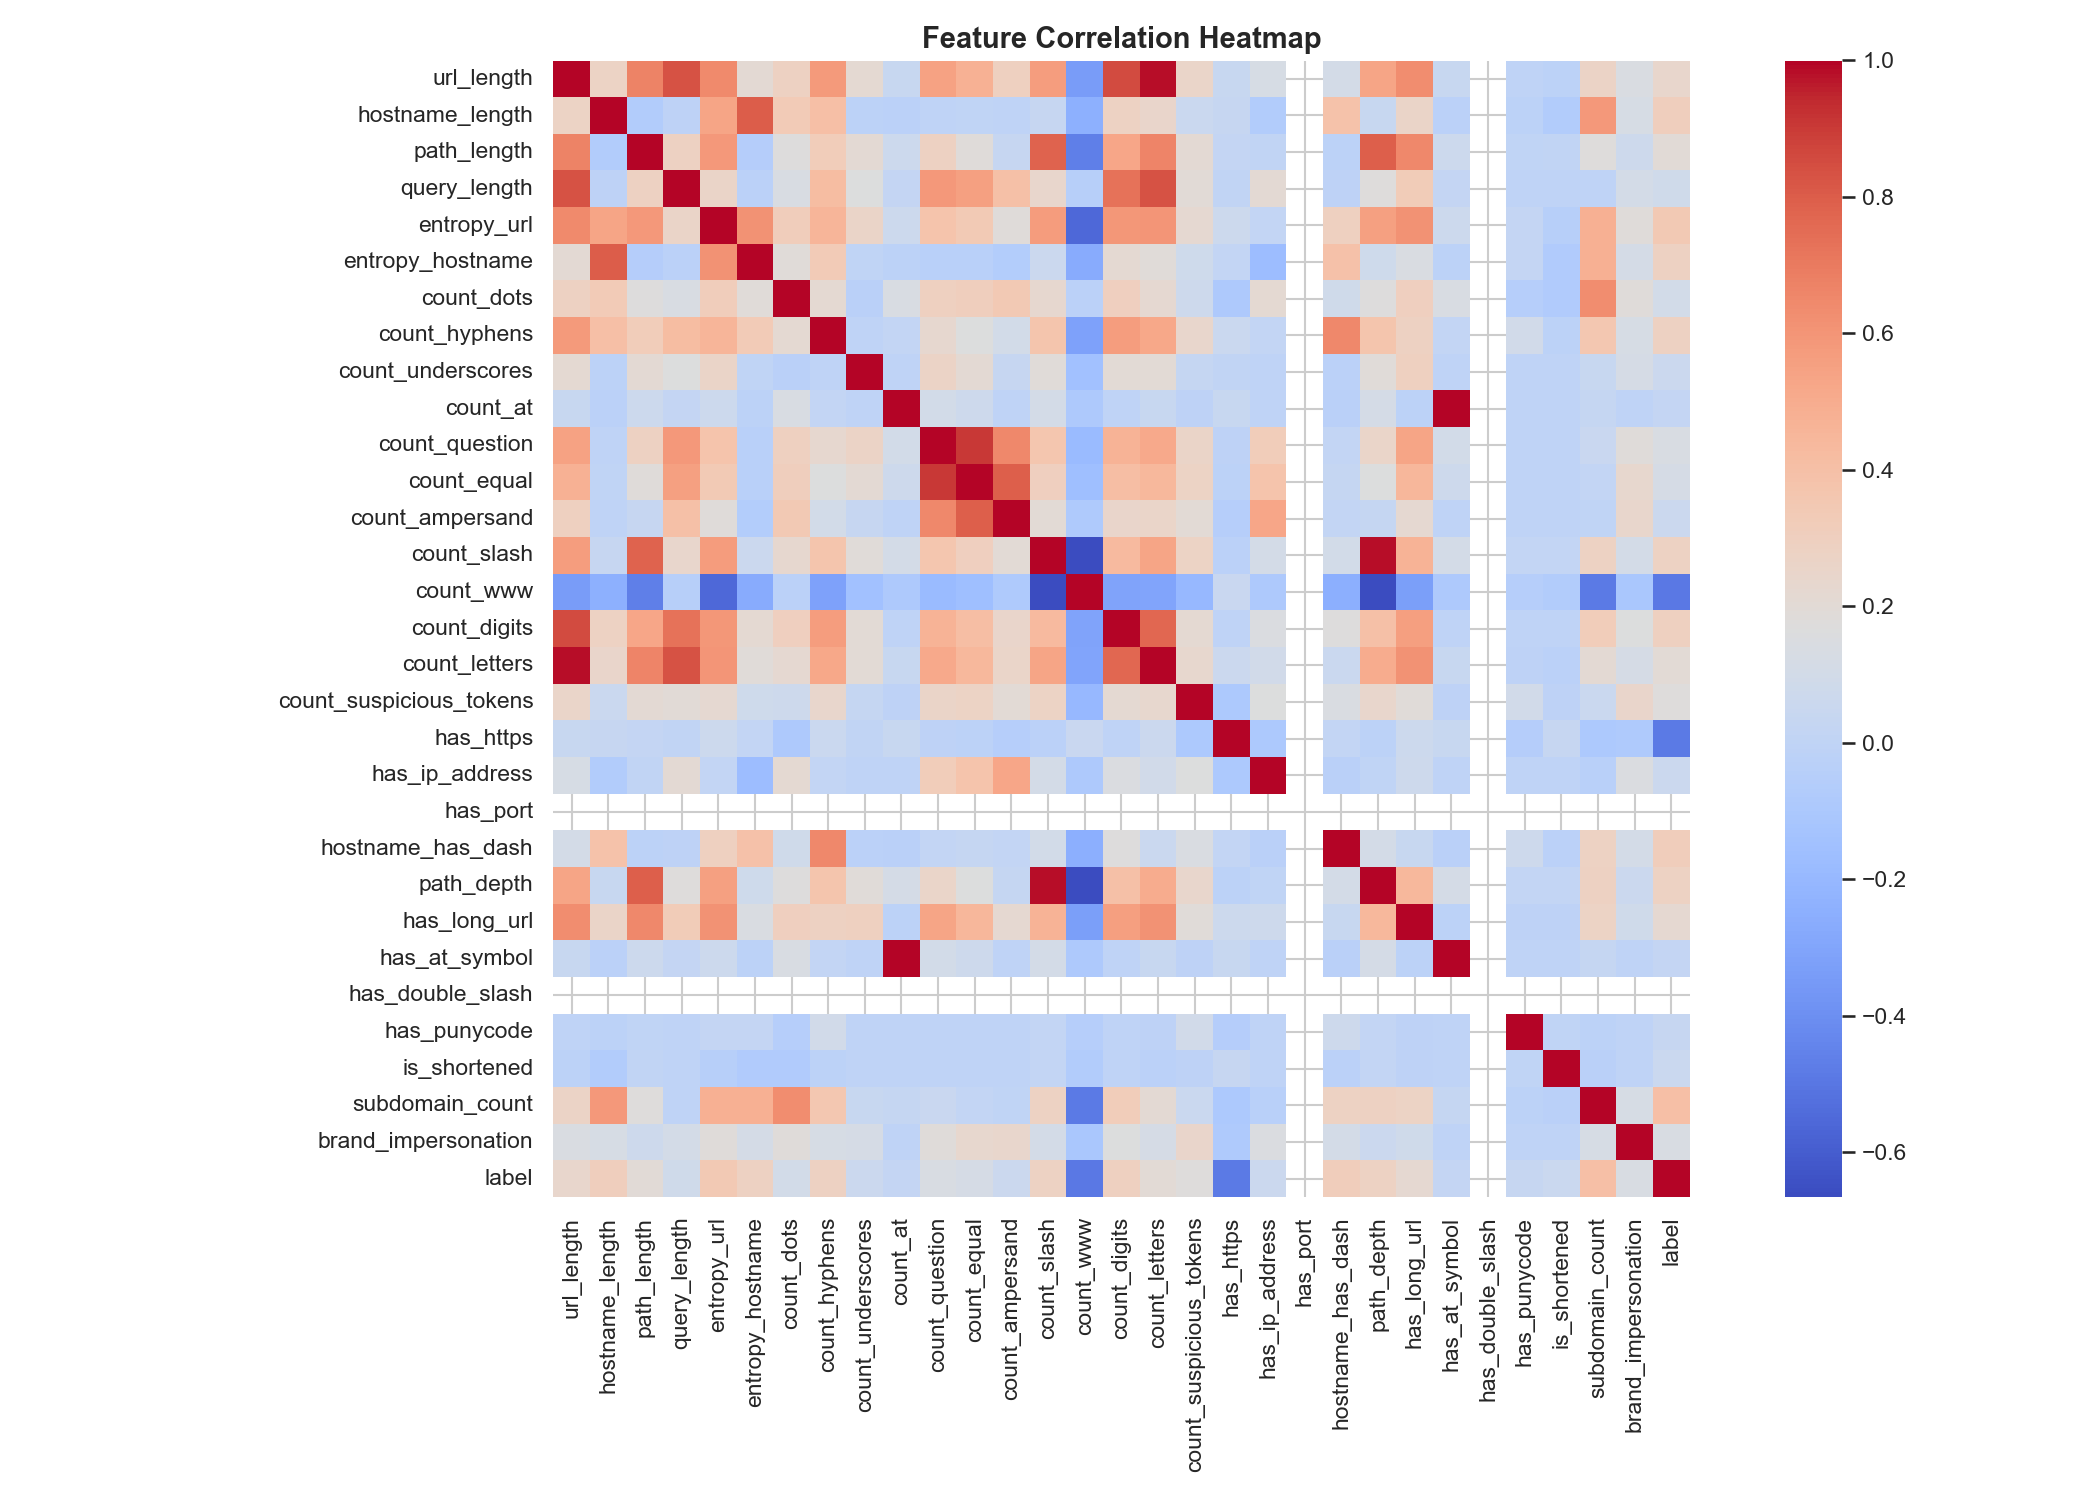 Feature Correlation Heatmap
url_length
hostname_length
path_length
query_length
entropy_url
entropy_hostname
count_dots
count_hyphens
count_underscores
count_at
count_question
count_equal
count_ampersand
count_slash
count_www
count_digits
count_letters
count_suspicious_tokens
has_https
has_ip_address
has_port
hostname_has_dash
path_depth
has_long_url
has_at_symbol
has_double_slash
has_punycode
is_shortened
subdomain_count
brand_impersonation
label
url_length
hostname_length
path_length
query_length
entropy_url
entropy_hostname
count_dots
count_hyphens
count_underscores
count_at
count_question
count_equal
count_ampersand
count_slash
count_www
count_digits
count_letters
count_suspicious_tokens
has_https
has_ip_address
has_port
hostname_has_dash
path_depth
has_long_url
has_at_symbol
has_double_slash
has_punycode
is_shortened
subdomain_count
brand_impersonation
label
1.0
0.8
0.6
0.4
0.2
0.0
−0.2
−0.4
−0.6